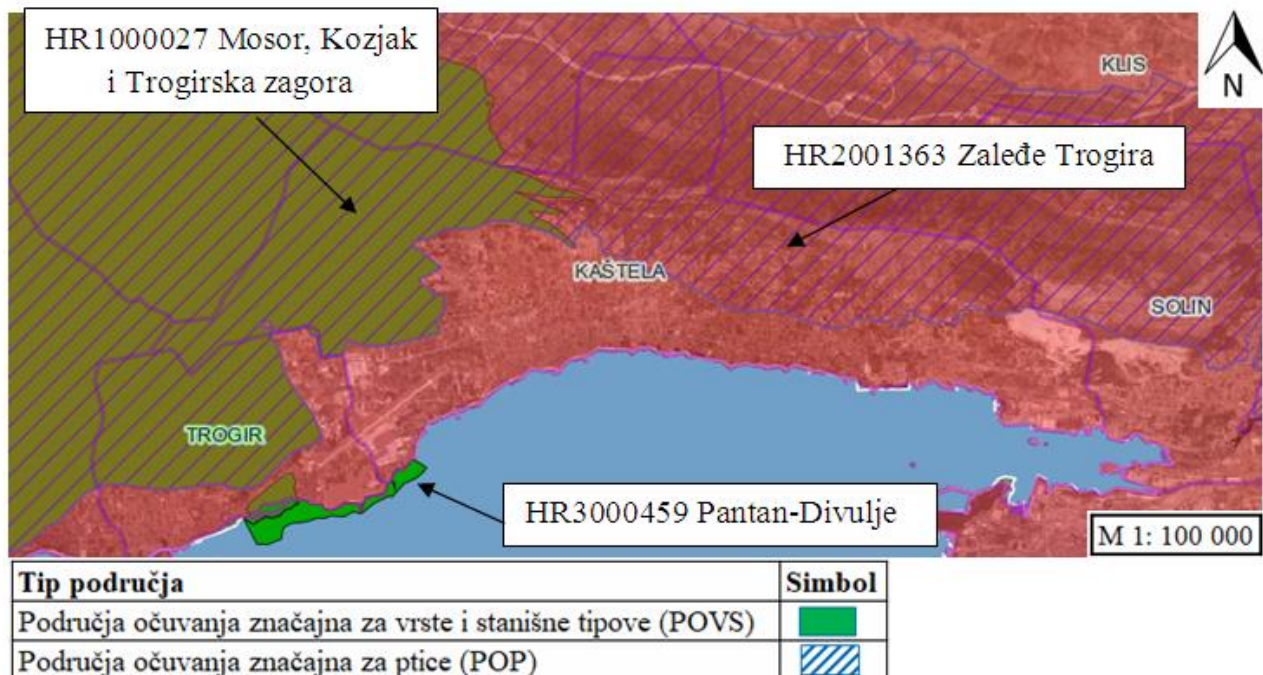 HR1000027 Mosor, Kozjak
i Trogirska zagora
KLIS
N
HR2001363 Zaleđe Trogira
KAŠTELA
SOLIN
TROGIR
HR3000459 Pantan-Divulje
M 1: 100 000
Tip područja Simbol
Područja očuvanja značajna za vrste i stanišne tipove (POVS)
Područja očuvanja značajna za ptice (POP)